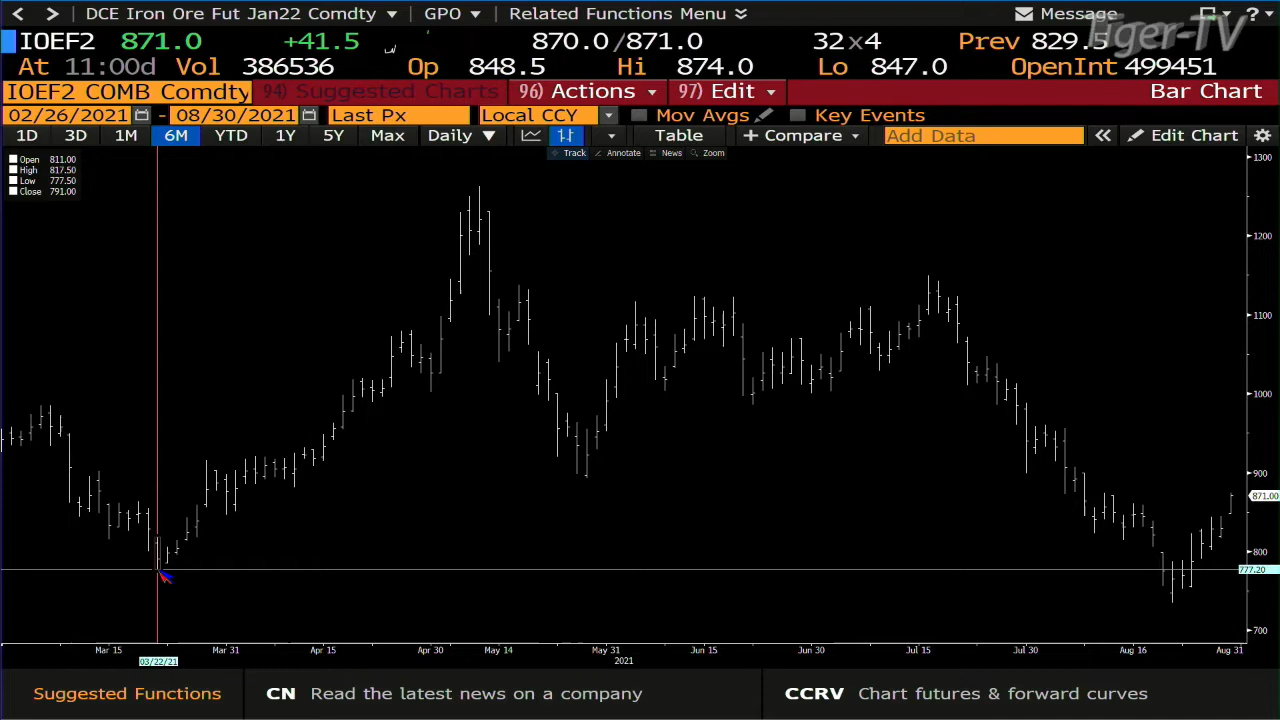 < > DCE Iron Ore Fut Jan22 Comdty GPO Related Functions Menu Message ?
Tiger-TV
IOEF2 871.0 +41.5 870.0/871.0 32x4 Prev 829.5
At 11:00d Vol 386536 Op 848.5 Hi 874.0 Lo 847.0 OpenInt 499451
IOEF2 COMB Comdty 94) Suggested Charts 96) Actions 97) Edit Bar Chart
02/26/2021 - 08/30/2021 Last Px Local CCY Mov Avgs Key Events
1D 3D 1M 6M YTD 1Y 5Y Max Daily Table + Compare Add Data « Edit Chart
Track Annotate News Zoom
Open 811.00
High 817.50
Low 777.50
Close 791.00
1300
1200
1100
1000
900
871.00
800
777.20
700
Mar 15 Mar 31 Apr 15 Apr 30 May 14 May 31 Jun 15 Jun 30 Jul 15 Jul 30 Aug 16 Aug 31
03/22/21 2021
Suggested Functions CN Read the latest news on a company CCRV Chart futures & forward curves